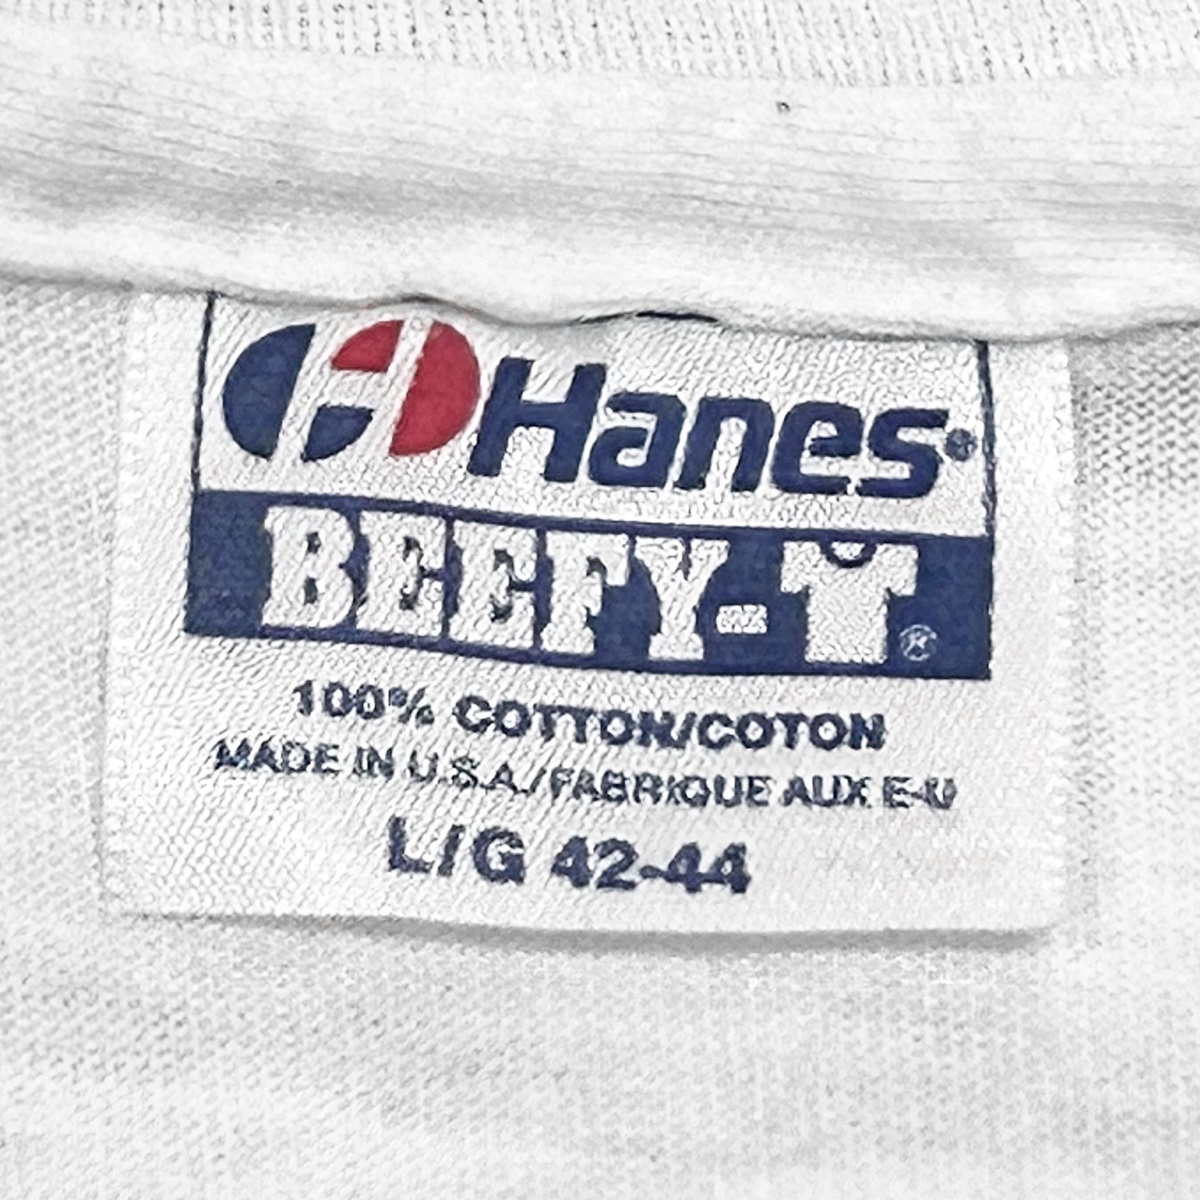 Hanes®
BEEFY-T®
100% COTTON/COTON
MADE IN U.S.A./FABRIQUE AUX E-U
L/G 42-44